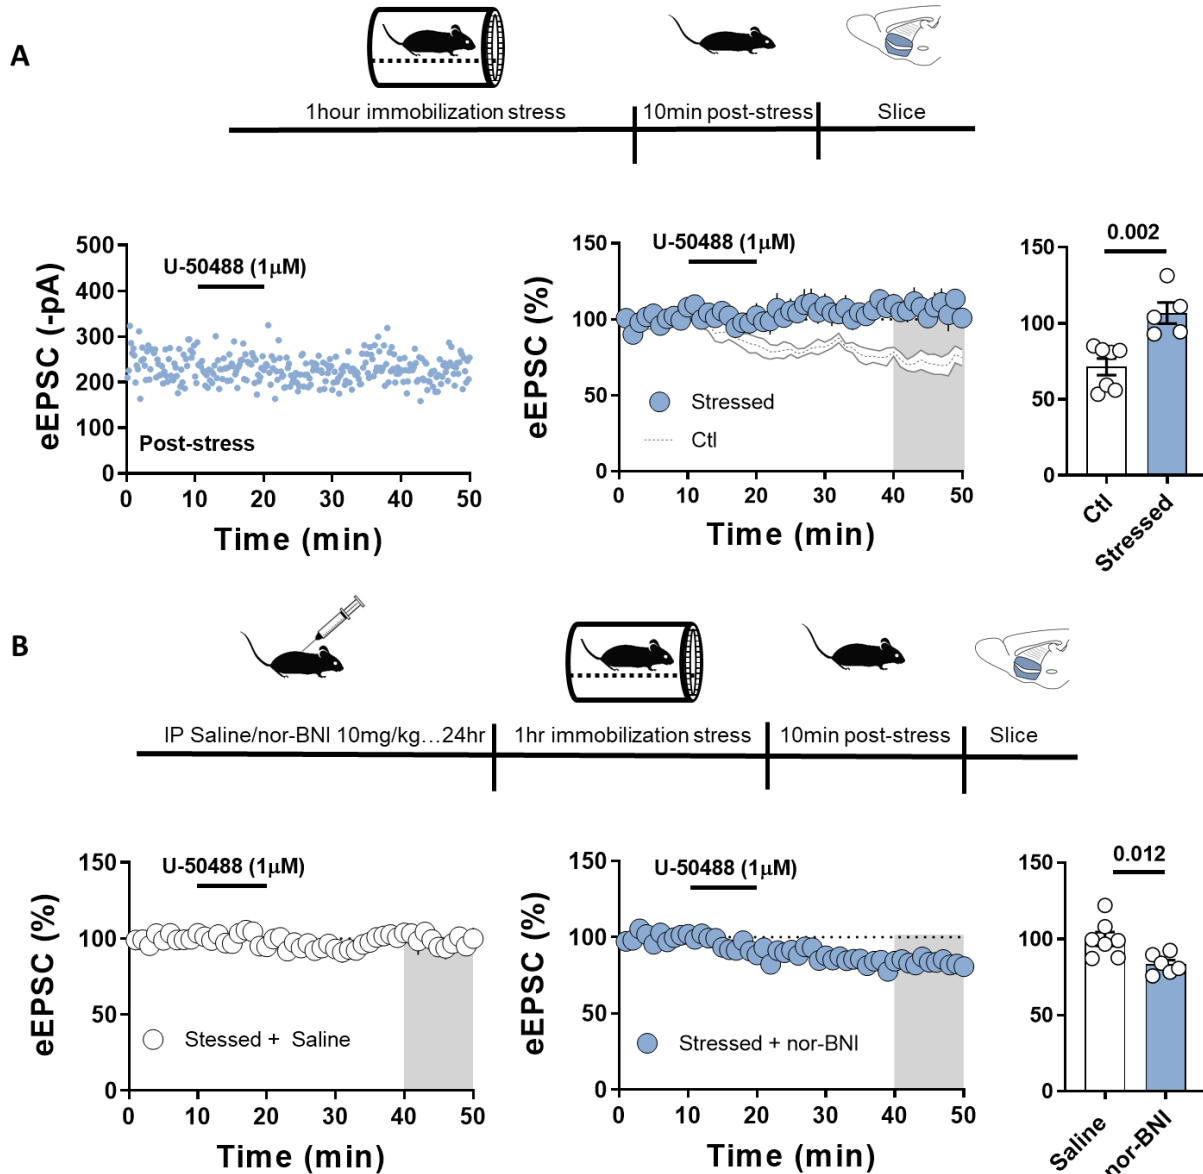 A
1hour immobilization stress
10min post-stress
Slice
500
400
300
200
100
0
eEPSC (-pA)
U-50488 (1μM)
Post-stress
0 10 20 30 40 50
Time (min)
150
100
50
0
eEPSC (%)
U-50488 (1μM)
Stressed
Ctl
0 10 20 30 40 50
Time (min)
150
100
50
0
0.002
Ctl
Stressed
B
IP Saline/nor-BNI 10mg/kg...24hr
1hr immobilization stress
10min post-stress
Slice
150
100
50
0
eEPSC (%)
U-50488 (1μM)
Stessed + Saline
0 10 20 30 40 50
Time (min)
150
100
50
0
eEPSC (%)
U-50488 (1μM)
Stressed + nor-BNI
0 10 20 30 40 50
Time (min)
150
100
50
0
0.012
Saline
nor-BNI